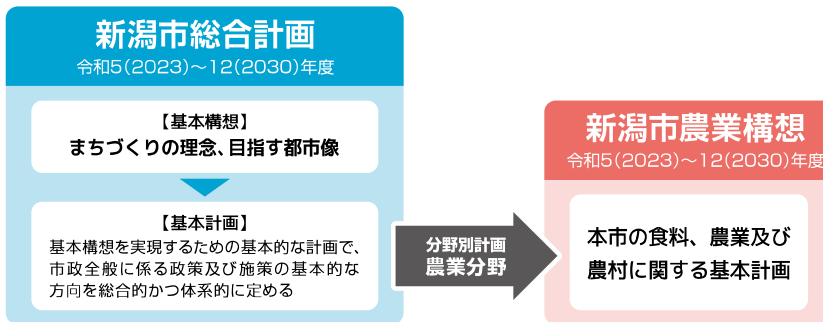 新潟市総合計画
令和5(2023)～12(2030)年度
【基本構想】
まちづくりの理念、目指す都市像
【基本計画】
基本構想を実現するための基本的な計画で、
市政全般に係る政策及び施策の基本的な
方向を総合的かつ体系的に定める
分野別計画
農業分野
新潟市農業構想
令和5(2023)～12(2030)年度
本市の食料、農業及び
農村に関する基本計画